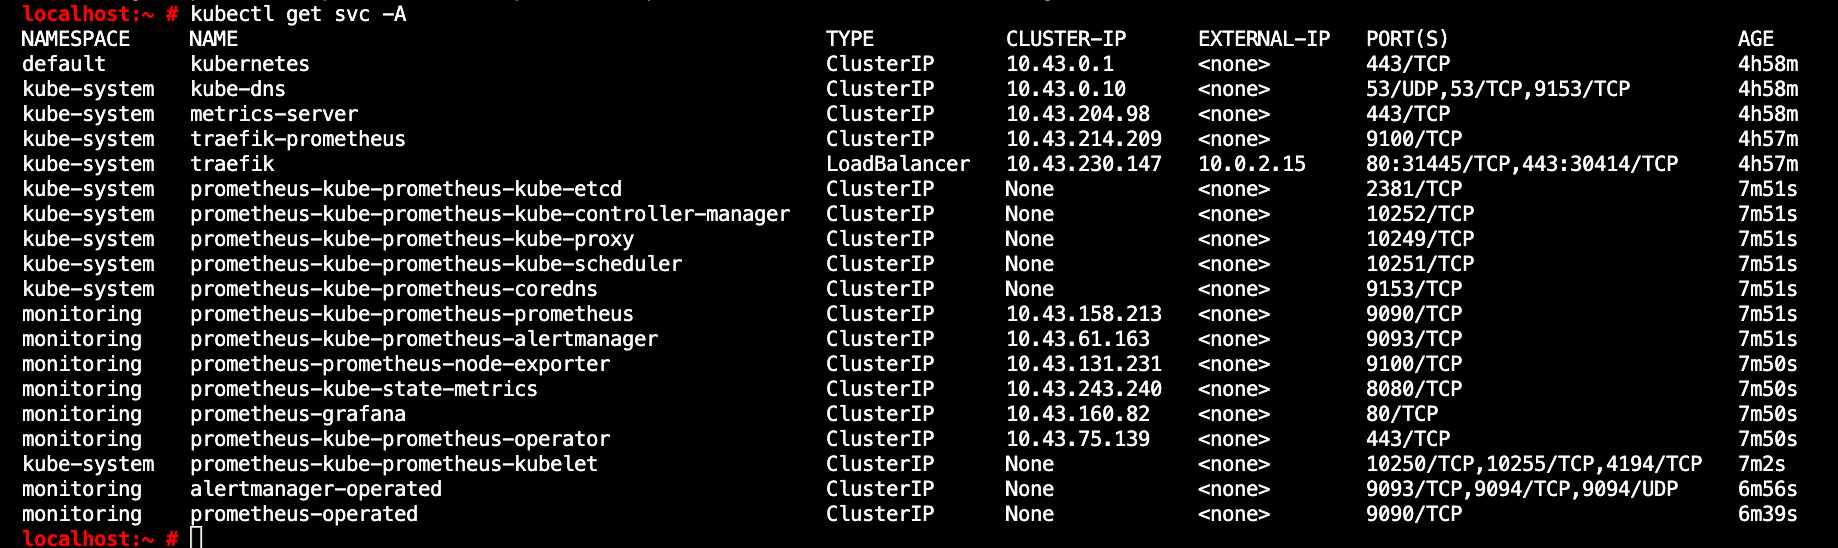 localhost:~ # kubectl get svc -A
NAMESPACE NAME TYPE CLUSTER-IP EXTERNAL-IP PORT(S) AGE
default kubernetes ClusterIP 10.43.0.1 <none> 443/TCP 4h58m
kube-system kube-dns ClusterIP 10.43.0.10 <none> 53/UDP,53/TCP,9153/TCP 4h58m
kube-system metrics-server ClusterIP 10.43.204.98 <none> 443/TCP 4h58m
kube-system traefik-prometheus ClusterIP 10.43.214.209 <none> 9100/TCP 4h57m
kube-system traefik LoadBalancer 10.43.230.147 10.0.2.15 80:31445/TCP,443:30414/TCP 4h57m
kube-system prometheus-kube-prometheus-kube-etcd ClusterIP None <none> 2381/TCP 7m51s
kube-system prometheus-kube-prometheus-kube-controller-manager ClusterIP None <none> 10252/TCP 7m51s
kube-system prometheus-kube-prometheus-kube-proxy ClusterIP None <none> 10249/TCP 7m51s
kube-system prometheus-kube-prometheus-kube-scheduler ClusterIP None <none> 10251/TCP 7m51s
kube-system prometheus-kube-prometheus-coredns ClusterIP None <none> 9153/TCP 7m51s
monitoring prometheus-kube-prometheus-prometheus ClusterIP 10.43.158.213 <none> 9090/TCP 7m51s
monitoring prometheus-kube-prometheus-alertmanager ClusterIP 10.43.61.163 <none> 9093/TCP 7m51s
monitoring prometheus-prometheus-node-exporter ClusterIP 10.43.131.231 <none> 9100/TCP 7m50s
monitoring prometheus-kube-state-metrics ClusterIP 10.43.243.240 <none> 8080/TCP 7m50s
monitoring prometheus-grafana ClusterIP 10.43.160.82 <none> 80/TCP 7m50s
monitoring prometheus-kube-prometheus-operator ClusterIP 10.43.75.139 <none> 443/TCP 7m50s
kube-system prometheus-kube-prometheus-kubelet ClusterIP None <none> 10250/TCP,10255/TCP,4194/TCP 7m2s
monitoring alertmanager-operated ClusterIP None <none> 9093/TCP,9094/TCP,9094/UDP 6m56s
monitoring prometheus-operated ClusterIP None <none> 9090/TCP 6m39s
localhost:~ #